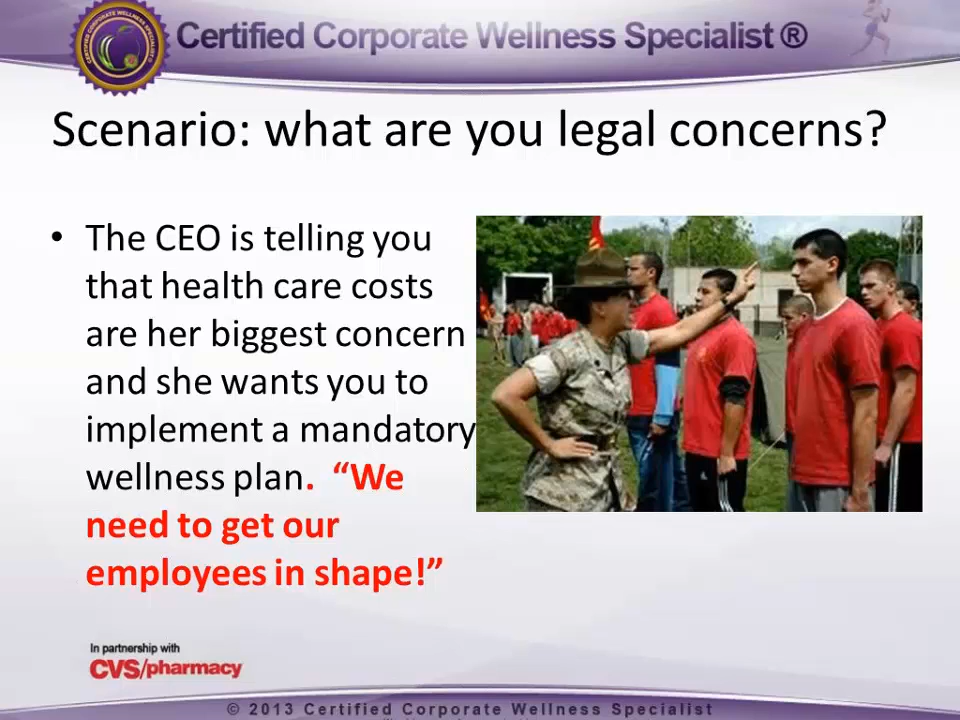 Certified Corporate Wellness Specialist ®
Scenario: what are you legal concerns?
• The CEO is telling you
that health care costs
are her biggest concern
and she wants you to
implement a mandatory
wellness plan. “We
need to get our
employees in shape!”
In partnership with
CVS/pharmacy
© 2013 Certified Corporate Wellness Specialist